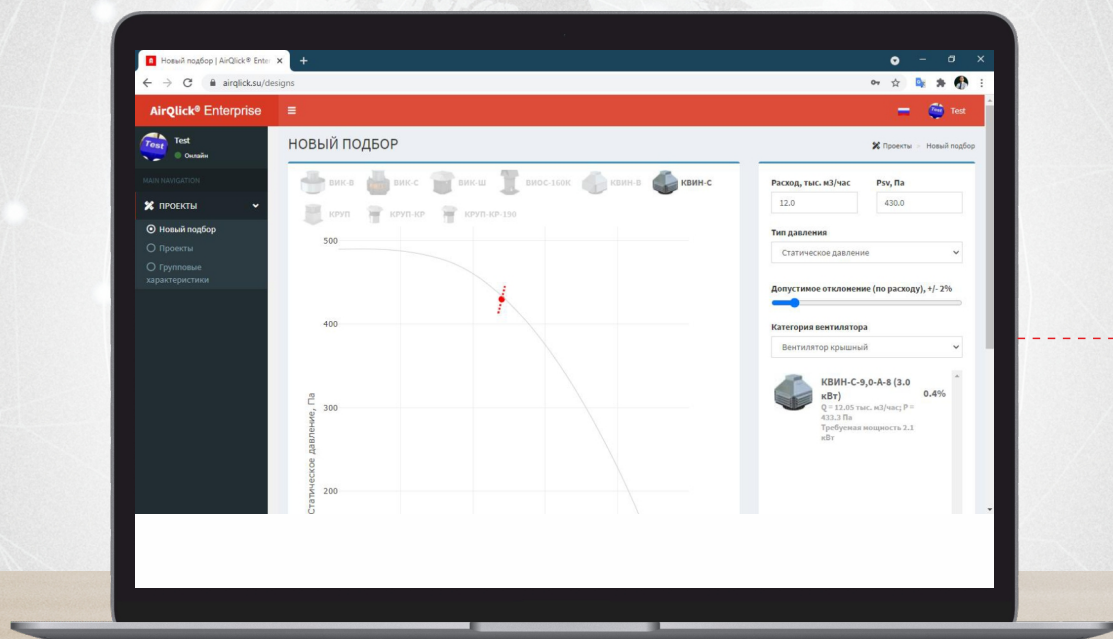 Новый подбор | AirQlick® Enter
airqlick.su/designs
AirQlick® Enterprise
Test
Test
Test
Test
Онлайн
MAIN NAVIGATION
ПРОЕКТЫ
Новый подбор
Проекты
Групповые
характеристики
НОВЫЙ ПОДБОР
Проекты
Новый подбор
ВИК-В
ВИК-С
ВИК-Ш
ВИОС-160К
КВИН-В
КВИН-С
КРУП
КРУП-КР
КРУП-КР-190
500
400
300
200
Статическое давление, Па
Расход, тыс. м3/час
Psv, Па
12.0
430.0
Тип давления
Статическое давление
Допустимое отклонение (по расходу), +/- 2%
Категория вентилятора
Вентилятор крышный
КВИН-С-9,0-А-8 (3.0
кВт)
0.4%
Q = 12.05 тыс. м3/час; P =
433.3 Па
Требуемая мощность 2.1
кВт